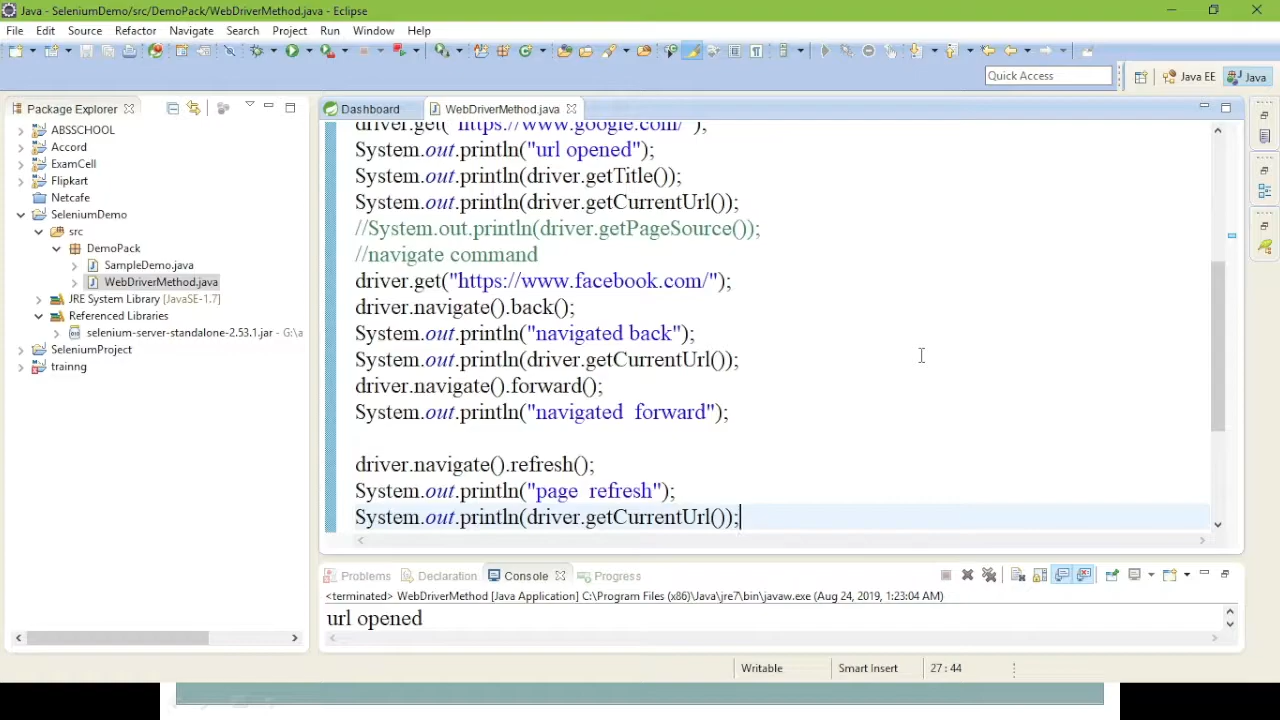 Java - SeleniumDemo/src/DemoPack/WebDriverMethod.java - Eclipse
File Edit Source Refactor Navigate Search Project Run Window Help
Quick Access
Java EE
Java
Package Explorer
ABSSCHOOL
Accord
ExamCell
Flipkart
Netcafe
SeleniumDemo
src
DemoPack
SampleDemo.java
WebDriverMethod.java
JRE System Library [JavaSE-1.7]
Referenced Libraries
selenium-server-standalone-2.53.1.jar - G:\a
SeleniumProject
trainng
Dashboard
WebDriverMethod.java
driver.get("https://www.google.com/");
System.out.println("url opened");
System.out.println(driver.getTitle());
System.out.println(driver.getCurrentUrl());
//System.out.println(driver.getPageSource());
//navigate command
driver.get("https://www.facebook.com/");
driver.navigate().back();
System.out.println("navigated back");
System.out.println(driver.getCurrentUrl());
driver.navigate().forward();
System.out.println("navigated  forward");
driver.navigate().refresh();
System.out.println("page  refresh");
System.out.println(driver.getCurrentUrl());
Problems Declaration Console Progress
<terminated> WebDriverMethod [Java Application] C:\Program Files (x86)\Java\jre7\bin\javaw.exe (Aug 24, 2019, 1:23:04 AM)
url opened
Writable Smart Insert 27 : 44